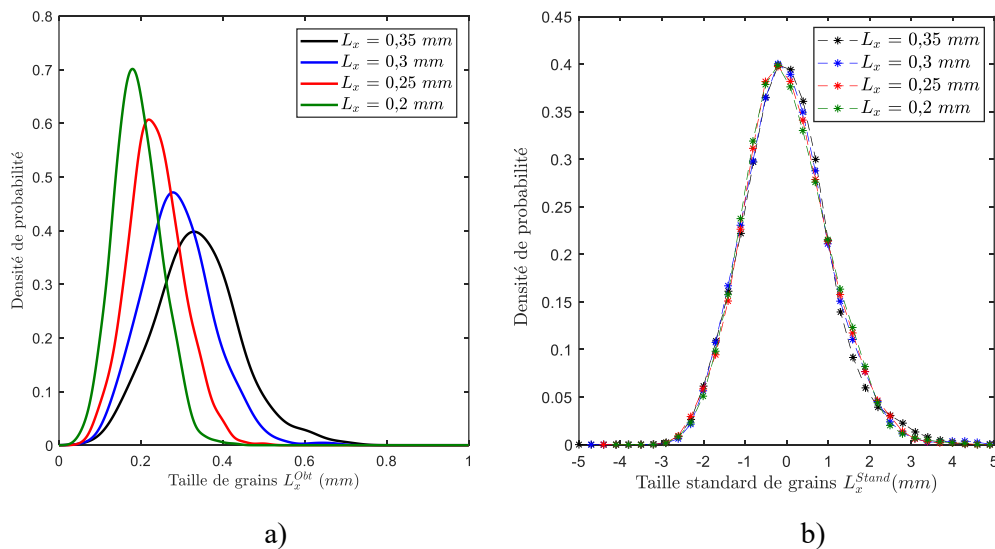 0.8
0.7
0.6
0.5
0.4
0.3
0.2
0.1
0
Densité de probabilité
0 0.2 0.4 0.6 0.8 1
Taille de grains L_x^{Obt} (mm)
L_x = 0,35 mm
L_x = 0,3 mm
L_x = 0,25 mm
L_x = 0,2 mm
a)
0.45
0.4
0.35
0.3
0.25
0.2
0.15
0.1
0.05
0
Densité de probabilité
-5 -4 -3 -2 -1 0 1 2 3 4 5
Taille standard de grains L_x^{Stand}(mm)
L_x = 0,35 mm
L_x = 0,3 mm
L_x = 0,25 mm
L_x = 0,2 mm
b)